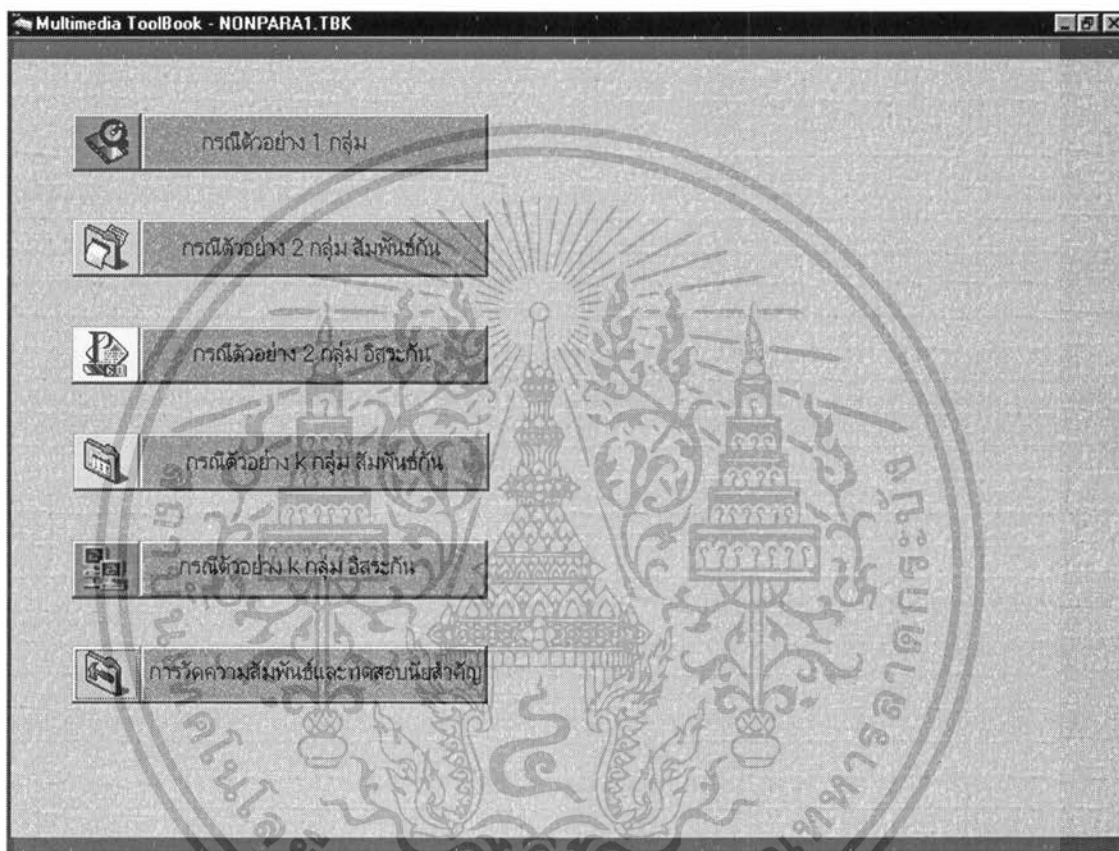 Multimedia ToolBook - NONPARA1.TBK
กรณีตัวอย่าง 1 กลุ่ม
กรณีตัวอย่าง 2 กลุ่ม สัมพันธ์กัน
กรณีตัวอย่าง 2 กลุ่ม อิสระกัน
กรณีตัวอย่าง k กลุ่ม สัมพันธ์กัน
กรณีตัวอย่าง k กลุ่ม อิสระกัน
การวัดความสัมพันธ์และทดสอบนัยสำคัญ